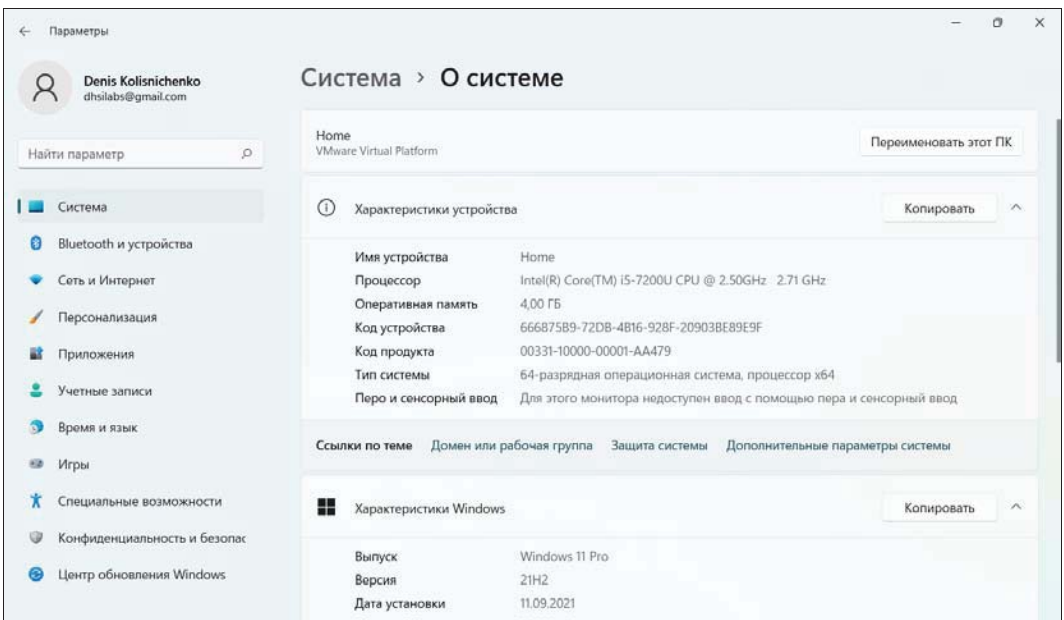 Параметры
Denis Kolisnichenko
dhsilabs@gmail.com
Найти параметр
Система
Bluetooth и устройства
Сеть и Интернет
Персонализация
Приложения
Учетные записи
Время и язык
Игры
Специальные возможности
Конфиденциальность и безопас
Центр обновления Windows
Система > О системе
Home
VMware Virtual Platform
Переименовать этот ПК
Характеристики устройства
Копировать
Имя устройства Home
Процессор Intel(R) Core(TM) i5-7200U CPU @ 2.50GHz 2.71 GHz
Оперативная память 4,00 ГБ
Код устройства 666875B9-72DB-4B16-928F-20903BE89E9F
Код продукта 00331-10000-00001-AA479
Тип системы 64-разрядная операционная система, процессор x64
Перо и сенсорный ввод Для этого монитора недоступен ввод с помощью пера и сенсорный ввод
Ссылки по теме Домен или рабочая группа Защита системы Дополнительные параметры системы
Характеристики Windows
Копировать
Выпуск Windows 11 Pro
Версия 21H2
Дата установки 11.09.2021